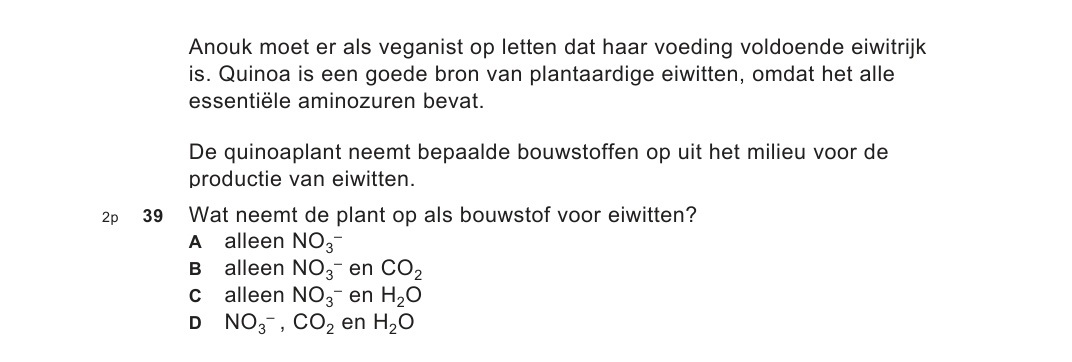 Anouk moet er als veganist op letten dat haar voeding voldoende eiwitrijk
is. Quinoa is een goede bron van plantaardige eiwitten, omdat het alle
essentiële aminozuren bevat.
De quinoaplant neemt bepaalde bouwstoffen op uit het milieu voor de
productie van eiwitten.
2p 39 Wat neemt de plant op als bouwstof voor eiwitten?
A alleen NO₃⁻
B alleen NO₃⁻ en CO₂
C alleen NO₃⁻ en H₂O
D NO₃⁻ , CO₂ en H₂O